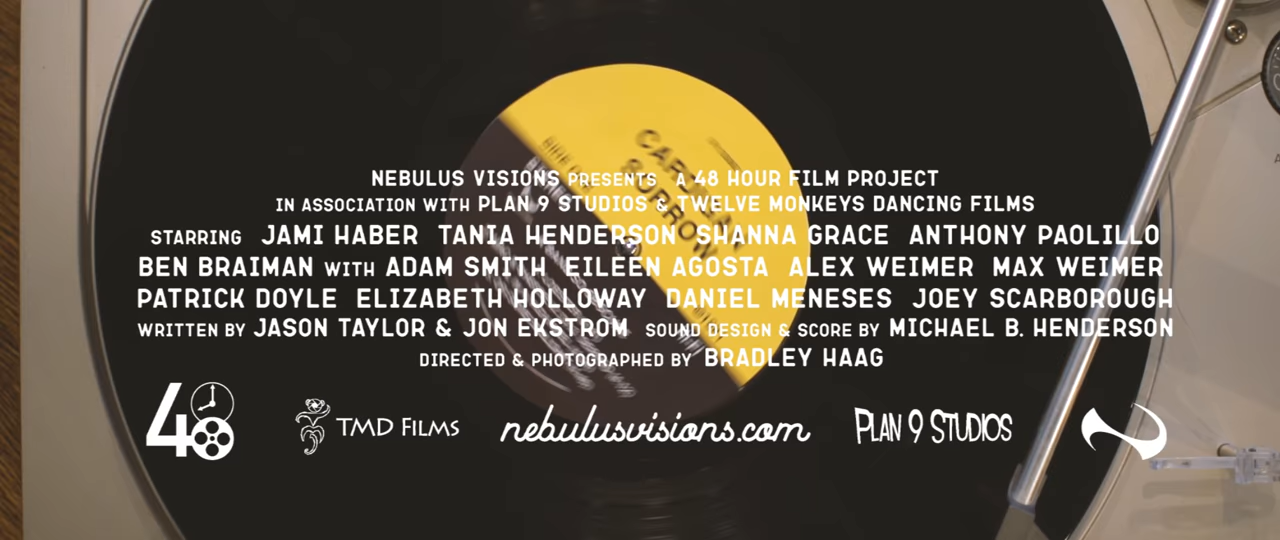 NEBULUS VISIONS PRESENTS A 48 HOUR FILM PROJECT
IN ASSOCIATION WITH PLAN 9 STUDIOS & TWELVE MONKEYS DANCING FILMS
STARRING JAMI HABER TANIA HENDERSON SHANNA GRACE ANTHONY PAOLILLO
BEN BRAIMAN WITH ADAM SMITH EILEEN AGOSTA ALEX WEIMER MAX WEIMER
PATRICK DOYLE ELIZABETH HOLLOWAY DANIEL MENESES JOEY SCARBOROUGH
WRITTEN BY JASON TAYLOR & JON EKSTROM SOUND DESIGN & SCORE BY MICHAEL B. HENDERSON
DIRECTED & PHOTOGRAPHED BY BRADLEY HAAG
48 TMD FILMS nebulusvisions.com PLAN 9 STUDIOS